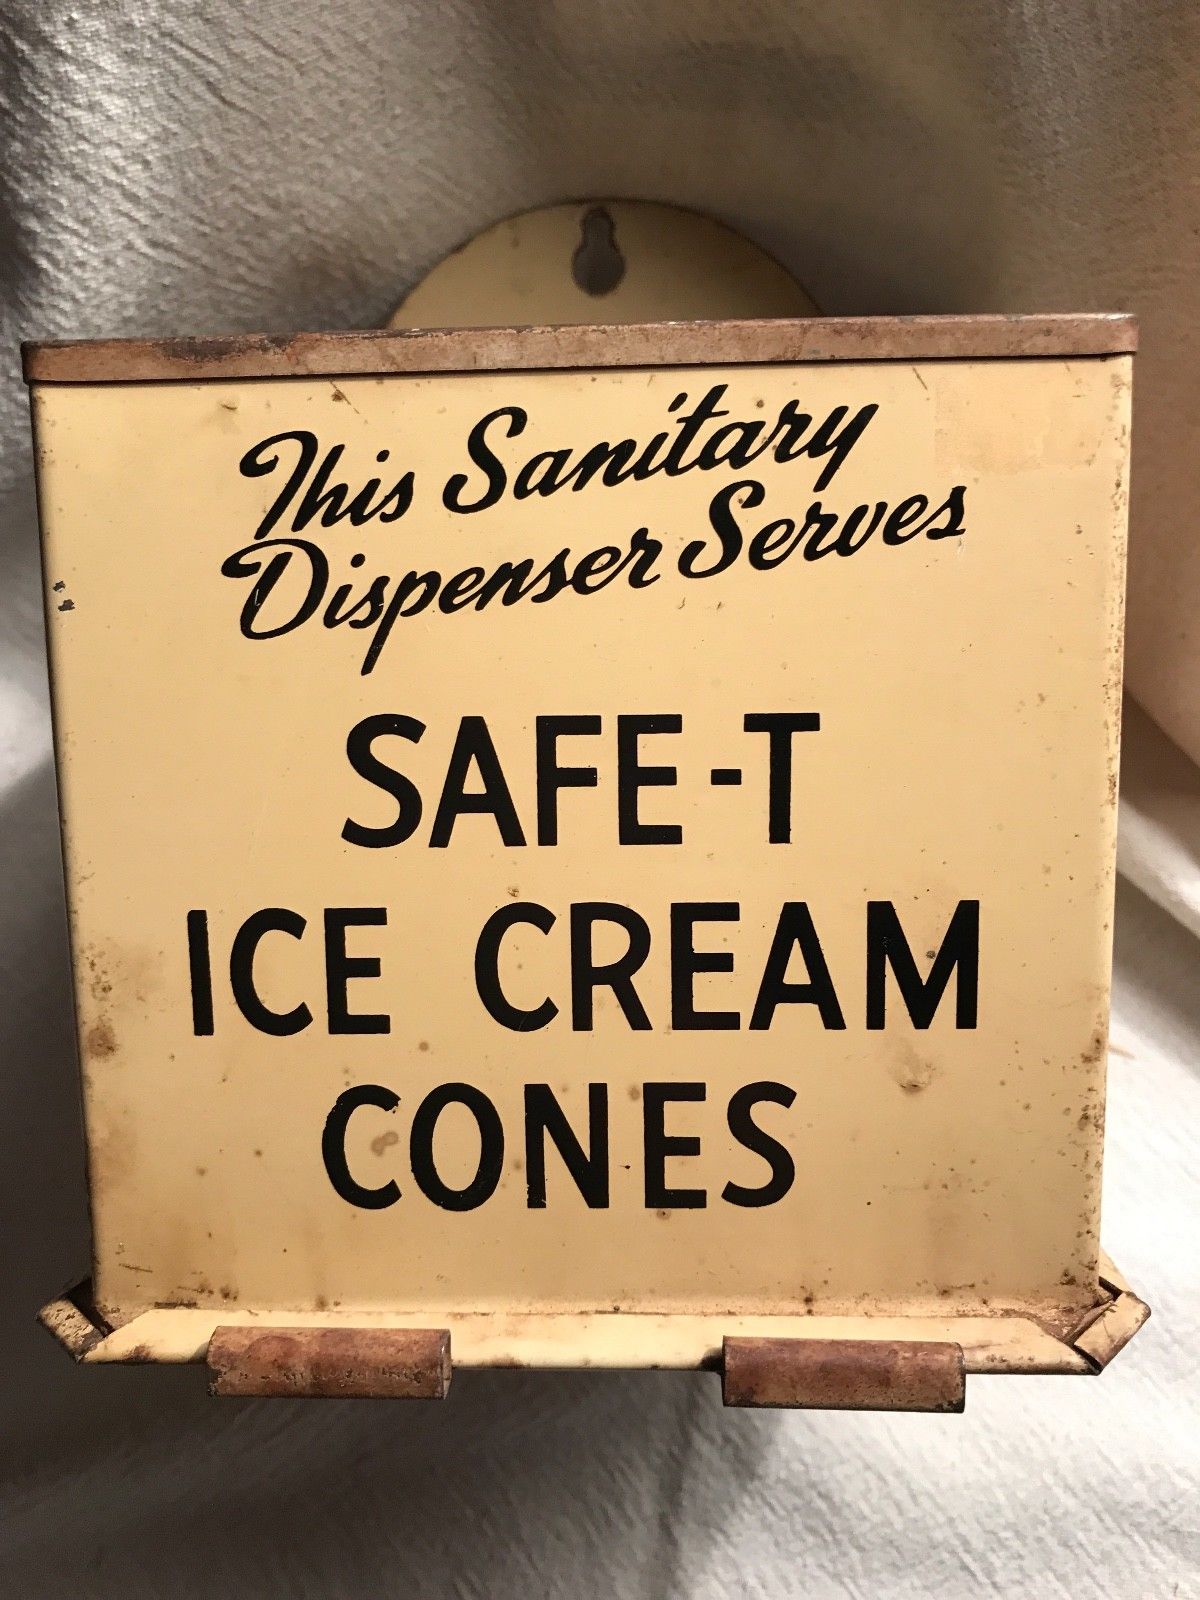 This Sanitary
Dispenser Serves
SAFE-T
ICE CREAM
CONES